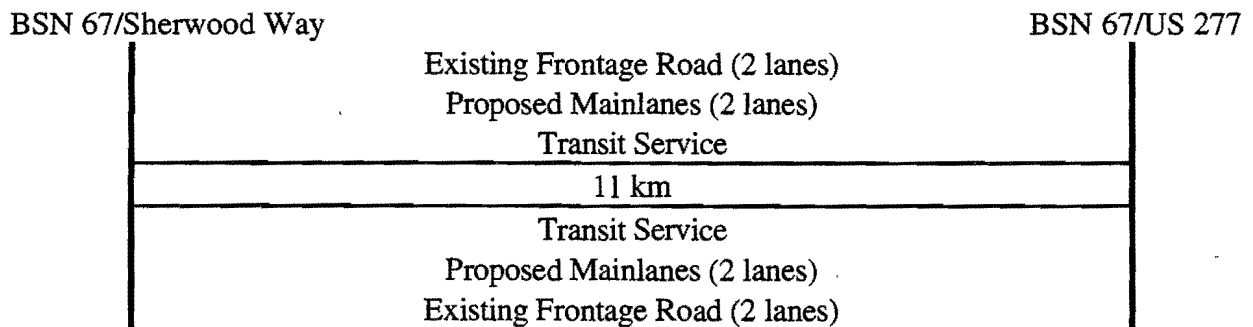 BSN 67/Sherwood Way BSN 67/US 277
Existing Frontage Road (2 lanes)
Proposed Mainlanes (2 lanes)
Transit Service
11 km
Transit Service
Proposed Mainlanes (2 lanes)
Existing Frontage Road (2 lanes)